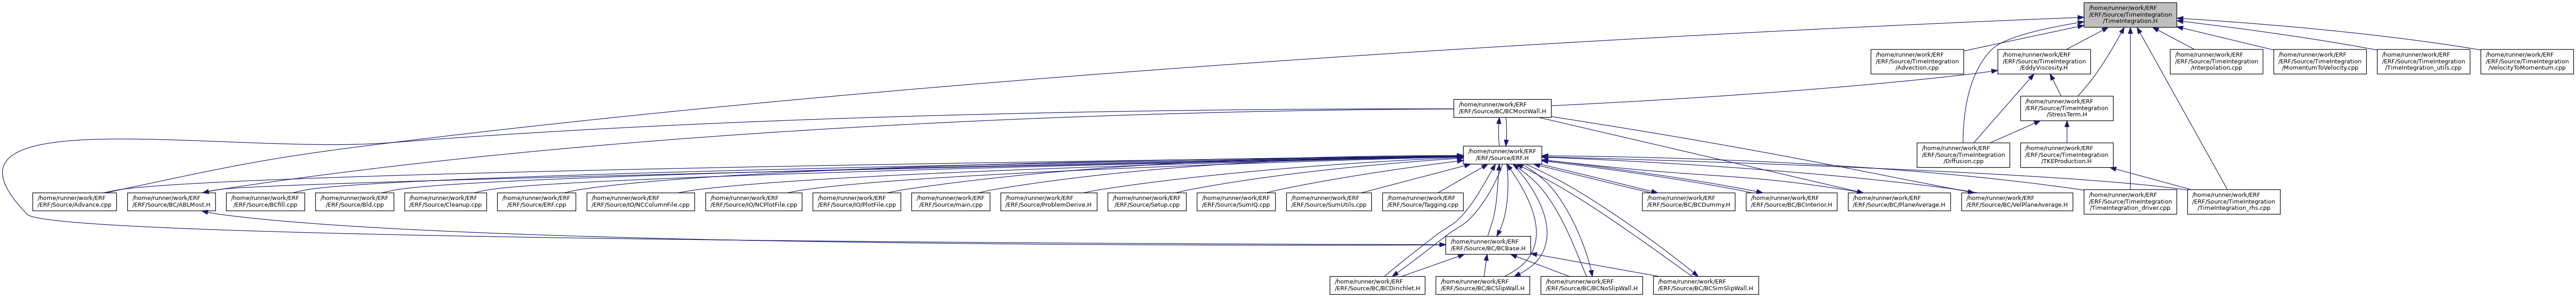 /home/runner/work/ERF
/ERF/Source/TimeIntegration
/TimeIntegration.H
/home/runner/work/ERF
/ERF/Source/TimeIntegration
/Advection.cpp
/home/runner/work/ERF
/ERF/Source/TimeIntegration
/EddyViscosity.H
/home/runner/work/ERF
/ERF/Source/TimeIntegration
/Interpolation.cpp
/home/runner/work/ERF
/ERF/Source/TimeIntegration
/MomentumToVelocity.cpp
/home/runner/work/ERF
/ERF/Source/TimeIntegration
/TimeIntegration_utils.cpp
/home/runner/work/ERF
/ERF/Source/TimeIntegration
/VelocityToMomentum.cpp
/home/runner/work/ERF
/ERF/Source/BC/BCMostWall.H
/home/runner/work/ERF
/ERF/Source/TimeIntegration
/StressTerm.H
/home/runner/work/ERF
/ERF/Source/ERF.H
/home/runner/work/ERF
/ERF/Source/TimeIntegration
/Diffusion.cpp
/home/runner/work/ERF
/ERF/Source/TimeIntegration
/TKEProduction.H
/home/runner/work/ERF
/ERF/Source/Advance.cpp
/home/runner/work/ERF
/ERF/Source/BC/ABLMost.H
/home/runner/work/ERF
/ERF/Source/BCfill.cpp
/home/runner/work/ERF
/ERF/Source/Bld.cpp
/home/runner/work/ERF
/ERF/Source/Cleanup.cpp
/home/runner/work/ERF
/ERF/Source/ERF.cpp
/home/runner/work/ERF
/ERF/Source/IO/NCColumnFile.cpp
/home/runner/work/ERF
/ERF/Source/IO/NCPlotFile.cpp
/home/runner/work/ERF
/ERF/Source/IO/PlotFile.cpp
/home/runner/work/ERF
/ERF/Source/main.cpp
/home/runner/work/ERF
/ERF/Source/ProblemDerive.H
/home/runner/work/ERF
/ERF/Source/Setup.cpp
/home/runner/work/ERF
/ERF/Source/SumIQ.cpp
/home/runner/work/ERF
/ERF/Source/SumUtils.cpp
/home/runner/work/ERF
/ERF/Source/Tagging.cpp
/home/runner/work/ERF
/ERF/Source/BC/BCDummy.H
/home/runner/work/ERF
/ERF/Source/BC/BCInterior.H
/home/runner/work/ERF
/ERF/Source/BC/PlaneAverage.H
/home/runner/work/ERF
/ERF/Source/BC/VelPlaneAverage.H
/home/runner/work/ERF
/ERF/Source/TimeIntegration
/TimeIntegration_driver.cpp
/home/runner/work/ERF
/ERF/Source/TimeIntegration
/TimeIntegration_rhs.cpp
/home/runner/work/ERF
/ERF/Source/BC/BCBase.H
/home/runner/work/ERF
/ERF/Source/BC/BCDirichlet.H
/home/runner/work/ERF
/ERF/Source/BC/BCSlipWall.H
/home/runner/work/ERF
/ERF/Source/BC/BCNoSlipWall.H
/home/runner/work/ERF
/ERF/Source/BC/BCSimSlipWall.H